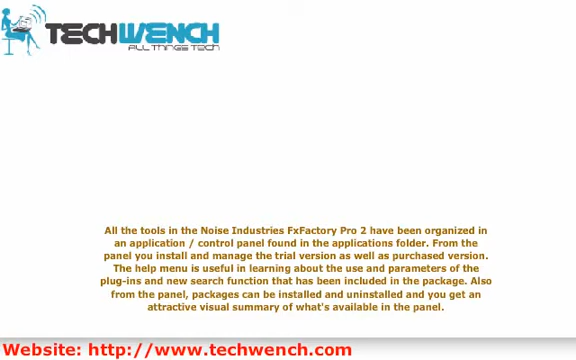 TECHWENCH
ALL THINGS TECH
All the tools in the Noise Industries FxFactory Pro 2 have been organized in
an application / control panel found in the applications folder. From the
panel you install and manage the trial version as well as purchased version.
The help menu is useful in learning about the use and parameters of the
plug-ins and new search function that has been included in the package. Also
from the panel, packages can be installed and uninstalled and you get an
attractive visual summary of what's available in the panel.
Website: http://www.techwench.com